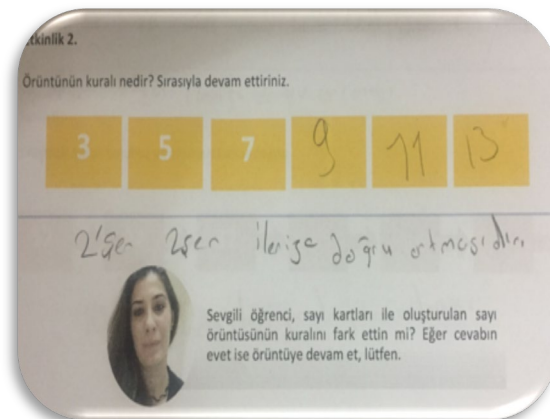 tkinlik 2.
Örüntünün kuralı nedir? Sırasıyla devam ettiriniz.
3 5 7 9 11 13
2'şer 2şer ileriye doğru artmasıdır.
Sevgili öğrenci, sayı kartları ile oluşturulan sayı
örüntüsünün kuralını fark ettin mi? Eğer cevabın
evet ise örüntüye devam et, lütfen.